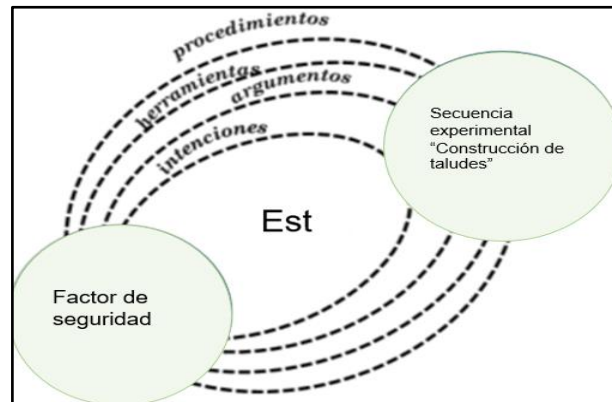 procedimientos
herramientas
argumentos
intenciones
Secuencia
experimental
“Construcción de
taludes”
Est
Factor de
seguridad